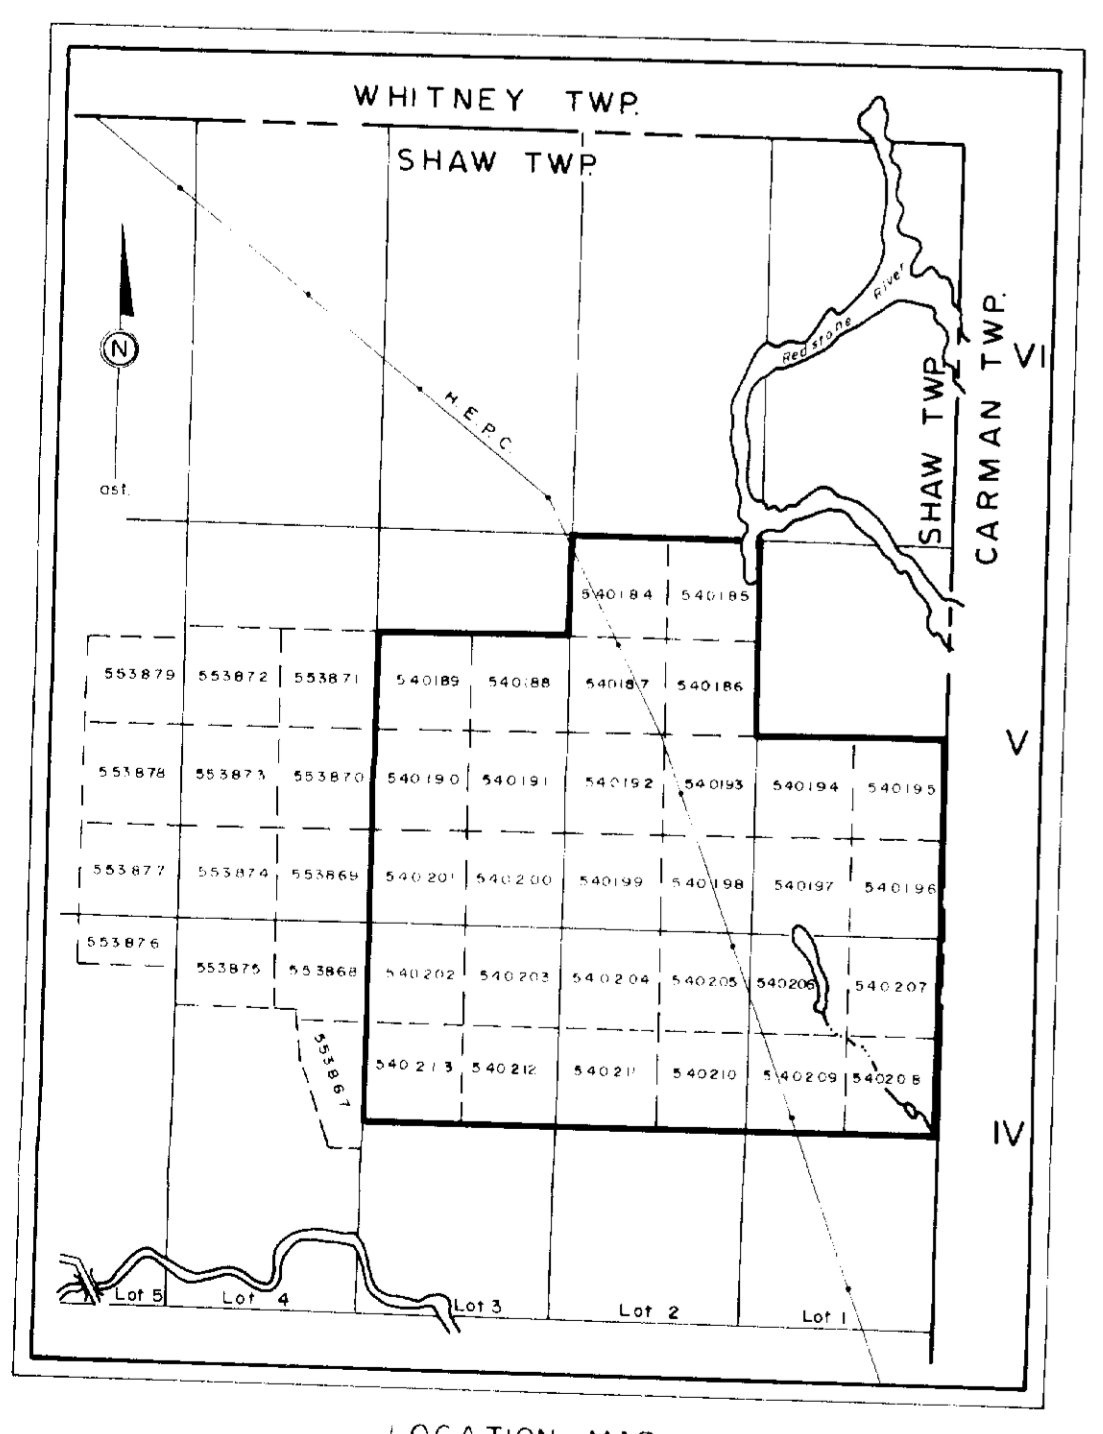 WHITNEY TWP.
SHAW TWP.
N
ast.
H.E.P.C.
Redstone River
SHAW TWP.
CARMAN TWP.
VI
540184 540185
553879 553872 553871 540189 540188 540187 540186
V
553878 553873 553870 540190 540191 540192 540193 540194 540195
553877 553874 553869 540201 540200 540199 540198 540197 540196
553876 553875 553868 540202 540203 540204 540205 540206 540207
553867 540213 540212 540211 540210 540209 540208
IV
Lot 5 Lot 4 Lot 3 Lot 2 Lot 1
LOCATION MAP